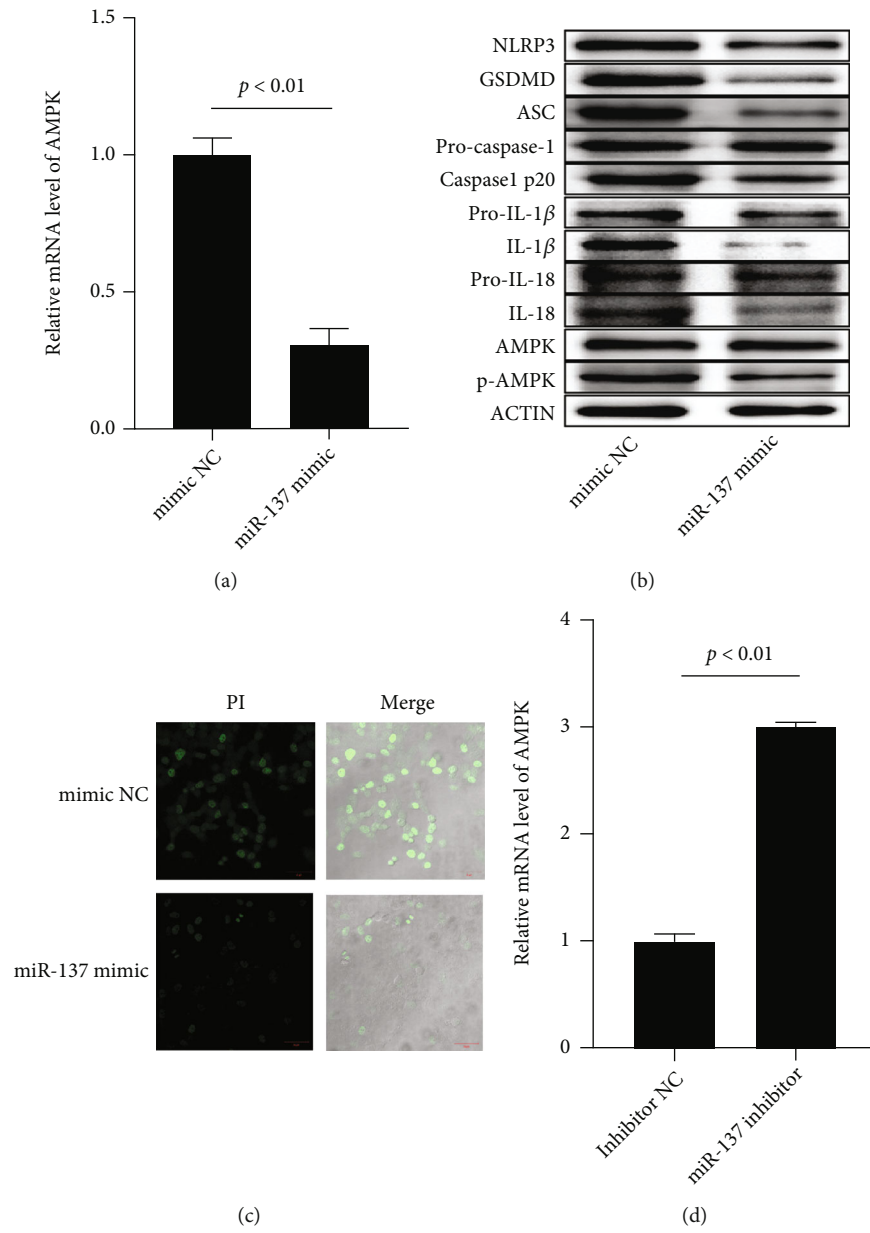 1.5
1.0
0.5
0.0
Relative mRNA level of AMPK
p < 0.01
mimic NC
miR-137 mimic
(a)
NLRP3
GSDMD
ASC
Pro-caspase-1
Caspase1 p20
Pro-IL-1β
IL-1β
Pro-IL-18
IL-18
AMPK
p-AMPK
ACTIN
mimic NC
miR-137 mimic
(b)
PI
Merge
mimic NC
miR-137 mimic
(c)
4
3
2
1
0
Relative mRNA level of AMPK
p < 0.01
Inhibitor NC
miR-137 inhibitor
(d)